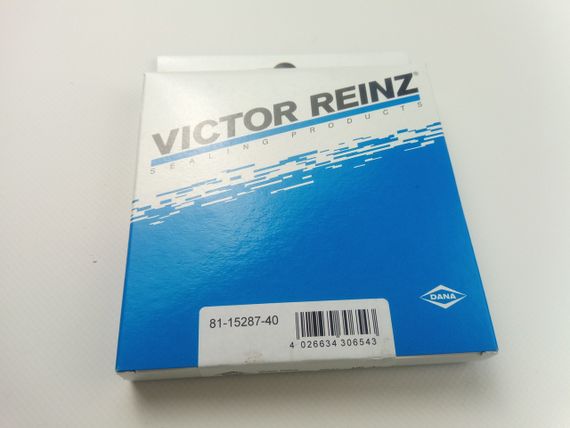 VICTOR REINZ®
SEALING PRODUCTS
DANA
81-15287-40
4 026634 306543